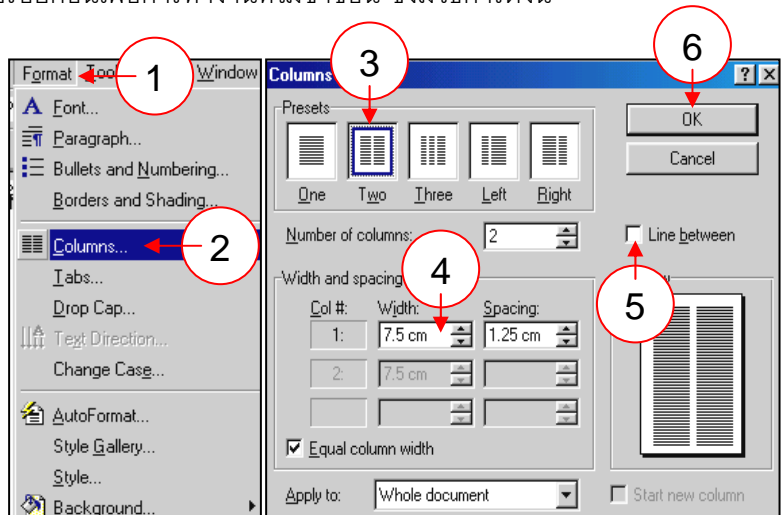 Format
1
Window
Font...
Paragraph...
Bullets and Numbering...
Borders and Shading...
Columns...
2
Tabs...
Drop Cap...
Text Direction...
Change Case...
AutoFormat...
Style Gallery...
Style...
Background...
Columns
3
6
? ×
Presets
One Two Three Left Right
OK
Cancel
Number of columns: 2
Line between
Width and spacing
4
5
Col #: Width: Spacing:
1: 7.5 cm 1.25 cm
2: 7.5 cm
Equal column width
Apply to: Whole document
Start new column